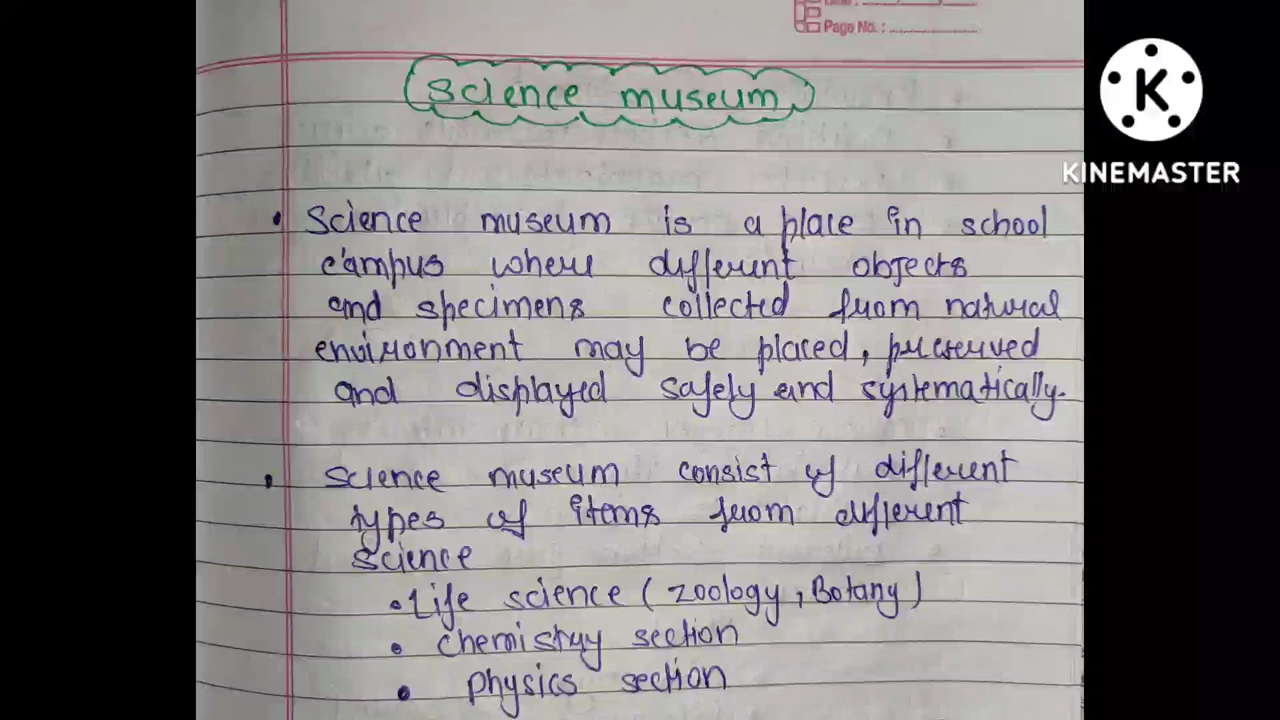 Page No. :
Science museum
• Science museum is a place in school
campus where different objects
and specimens collected from natural
environment may be placed, preserved
and displayed safely and systematically.
• Science museum consist of different
types of items from different
science
• Life science (zoology, Botany)
• Chemistry section
• physics section
K
KINEMASTER